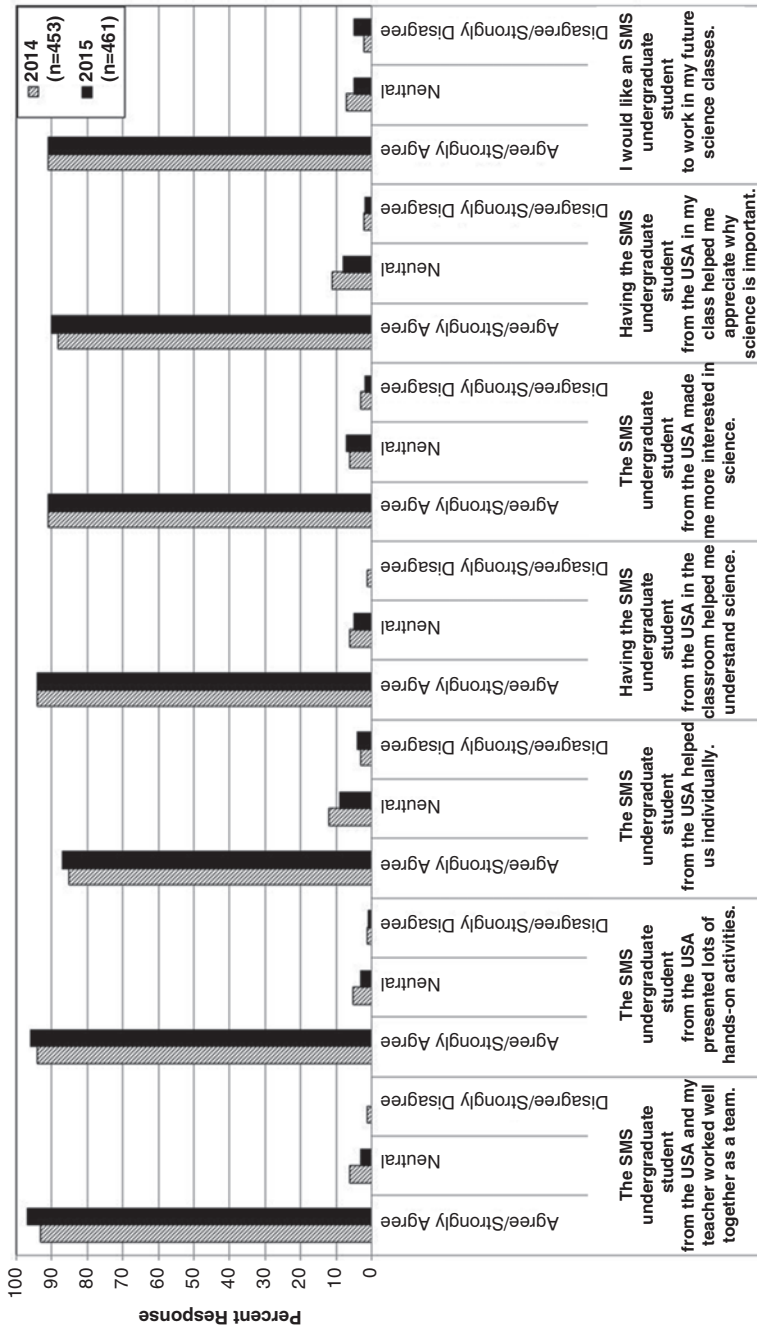 2014
(n=453)
2015
(n=461)
Percent Response
100
90
80
70
60
50
40
30
20
10
0
Agree/Strongly Agree
Neutral
Disagree/Strongly Disagree
The SMS
undergraduate
student
from the USA and my
teacher worked well
together as a team.
Agree/Strongly Agree
Neutral
Disagree/Strongly Disagree
The SMS
undergraduate
student
from the USA
presented lots of
hands-on activities.
Agree/Strongly Agree
Neutral
Disagree/Strongly Disagree
The SMS
undergraduate
student
from the USA helped
us individually.
Agree/Strongly Agree
Neutral
Disagree/Strongly Disagree
Having the SMS
undergraduate
student
from the USA in the
classroom helped me
understand science.
Agree/Strongly Agree
Neutral
Disagree/Strongly Disagree
The SMS
undergraduate
student
from the USA made
me more interested in
science.
Agree/Strongly Agree
Neutral
Disagree/Strongly Disagree
Having the SMS
undergraduate
student
from the USA in my
class helped me
appreciate why
science is important.
Agree/Strongly Agree
Neutral
Disagree/Strongly Disagree
I would like an SMS
undergraduate
student
to work in my future
science classes.